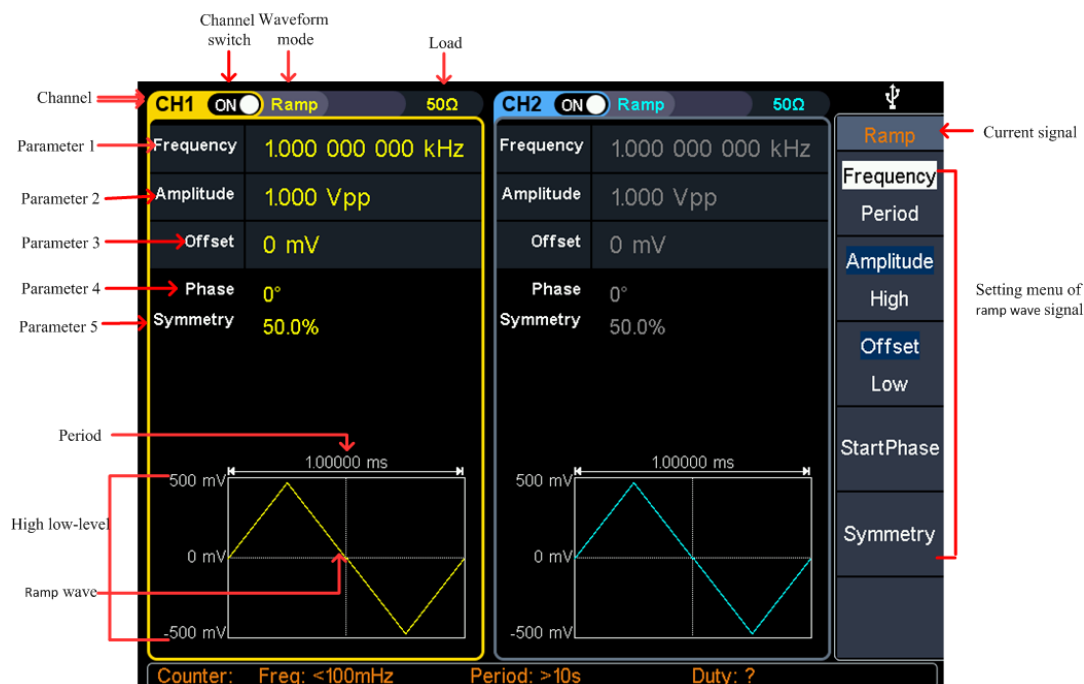 Channel switch
Waveform mode
Load
Channel
CH1 ON Ramp 50Ω
CH2 ON Ramp 50Ω
Ramp
Current signal
Parameter 1
Frequency 1.000 000 000 kHz
Frequency 1.000 000 000 kHz
Frequency
Period
Parameter 2
Amplitude 1.000 Vpp
Amplitude 1.000 Vpp
Amplitude
High
Parameter 3
Offset 0 mV
Offset 0 mV
Offset
Low
Parameter 4
Phase 0°
Phase 0°
Setting menu of
ramp wave signal
Parameter 5
Symmetry 50.0%
Symmetry 50.0%
StartPhase
Symmetry
Period
1.00000 ms
500 mV
0 mV
-500 mV
High low-level
Ramp wave
1.00000 ms
500 mV
0 mV
-500 mV
Counter: Freq: <100mHz Period: >10s Duty: ?